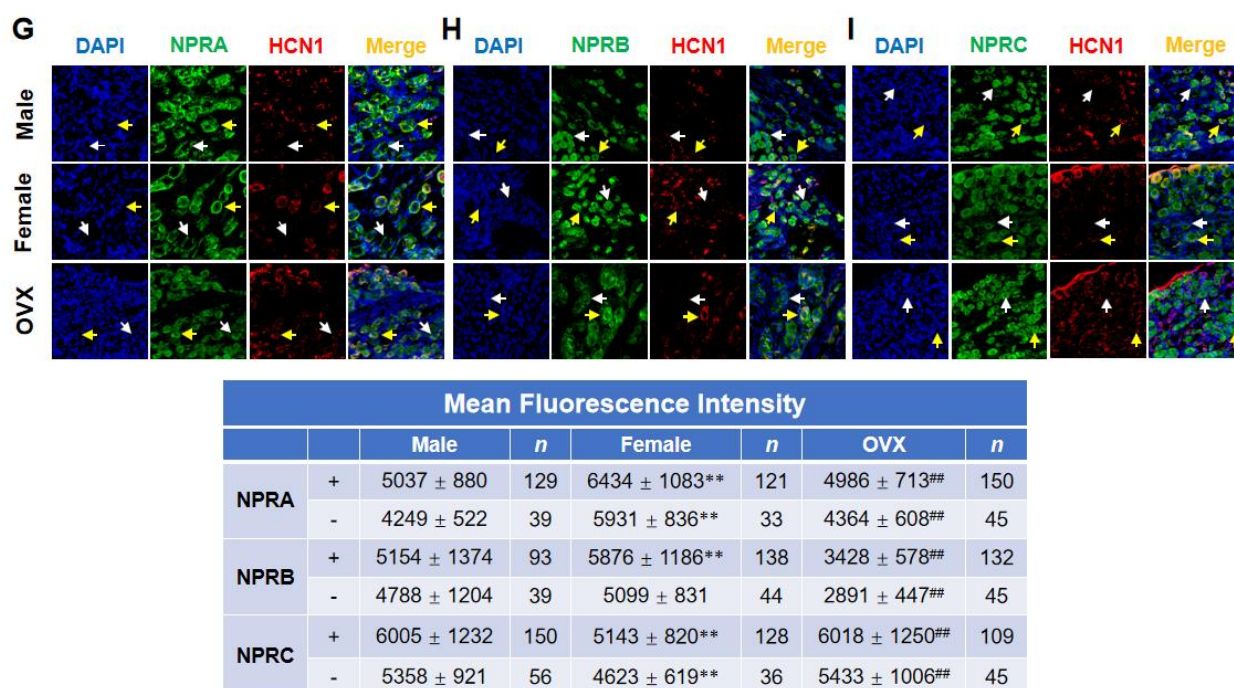 G H I
DAPI NPRA HCN1 Merge DAPI NPRB HCN1 Merge DAPI NPRC HCN1 Merge
Male
Female
OVX
Mean Fluorescence Intensity
Male n Female n OVX n
NPRA + 5037 ± 880 129 6434 ± 1083** 121 4986 ± 713## 150
- 4249 ± 522 39 5931 ± 836** 33 4364 ± 608## 45
NPRB + 5154 ± 1374 93 5876 ± 1186** 138 3428 ± 578## 132
- 4788 ± 1204 39 5099 ± 831 44 2891 ± 447## 45
NPRC + 6005 ± 1232 150 5143 ± 820** 128 6018 ± 1250## 109
- 5358 ± 921 56 4623 ± 619** 36 5433 ± 1006## 45